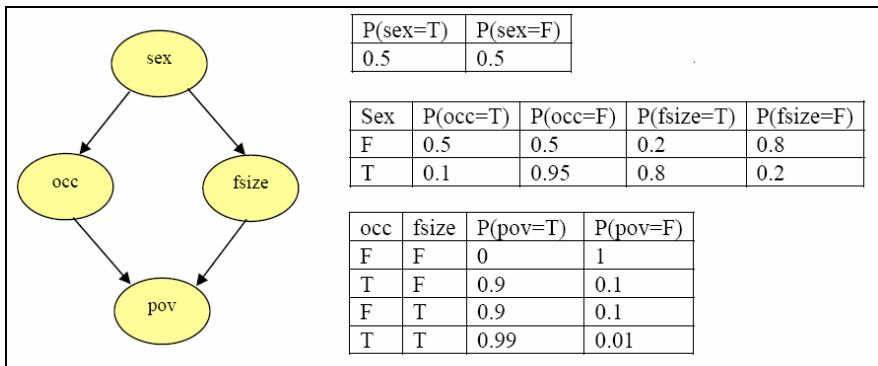 sex
occ
fsize
pov
P(sex=T) P(sex=F)
0.5 0.5
Sex P(occ=T) P(occ=F) P(fsize=T) P(fsize=F)
F 0.5 0.5 0.2 0.8
T 0.1 0.95 0.8 0.2
occ fsize P(pov=T) P(pov=F)
F F 0 1
T F 0.9 0.1
F T 0.9 0.1
T T 0.99 0.01